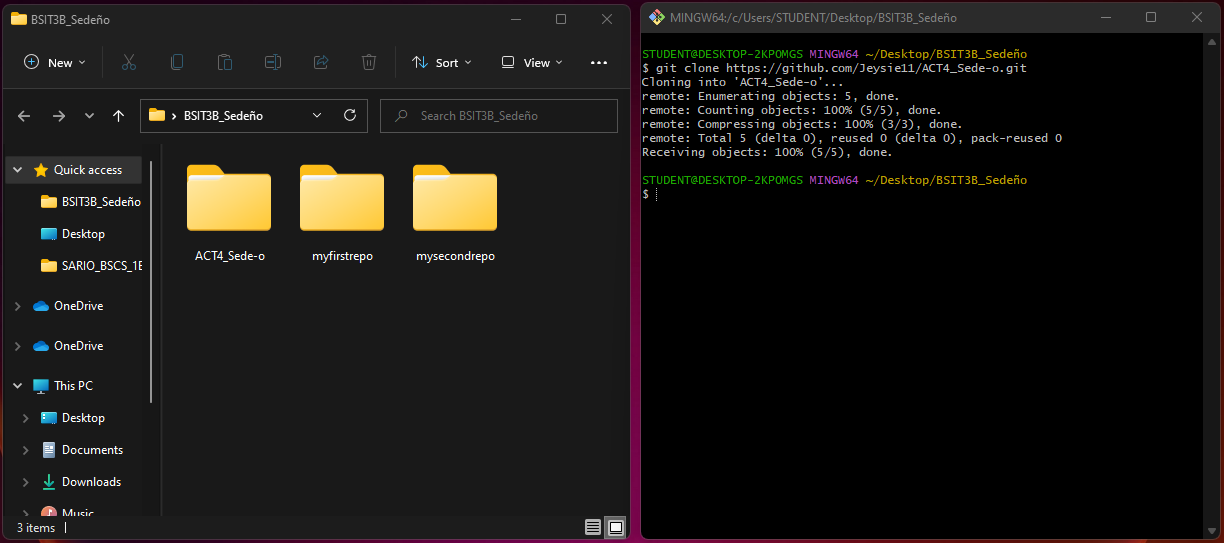 BSIT3B_Sedeño
New
Sort
View
BSIT3B_Sedeño
Search BSIT3B_Sedeño
Quick access
BSIT3B_Sedeño
Desktop
SARIO_BSCS_1E
OneDrive
OneDrive
This PC
Desktop
Documents
Downloads
Music
ACT4_Sede-o
myfirstrepo
mysecondrepo
3 items
MINGW64:/c/Users/STUDENT/Desktop/BSIT3B_Sedeño
STUDENT@DESKTOP-2KPOMGS MINGW64 ~/Desktop/BSIT3B_Sedeño
$ git clone https://github.com/Jeysie11/ACT4_Sede-o.git
Cloning into 'ACT4_Sede-o'...
remote: Enumerating objects: 5, done.
remote: Counting objects: 100% (5/5), done.
remote: Compressing objects: 100% (3/3), done.
remote: Total 5 (delta 0), reused 0 (delta 0), pack-reused 0
Receiving objects: 100% (5/5), done.
STUDENT@DESKTOP-2KPOMGS MINGW64 ~/Desktop/BSIT3B_Sedeño
$